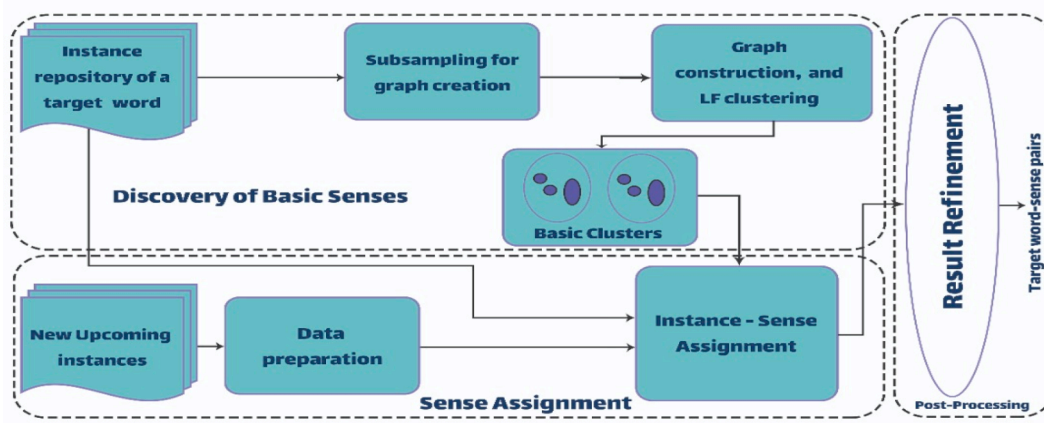 Instance
repository of a
target word
Subsampling for
graph creation
Graph
construction, and
LF clustering
Discovery of Basic Senses
Basic Clusters
New Upcoming
instances
Data
preparation
Instance - Sense
Assignment
Sense Assignment
Result Refinement
Target word-sense pairs
Post-Processing